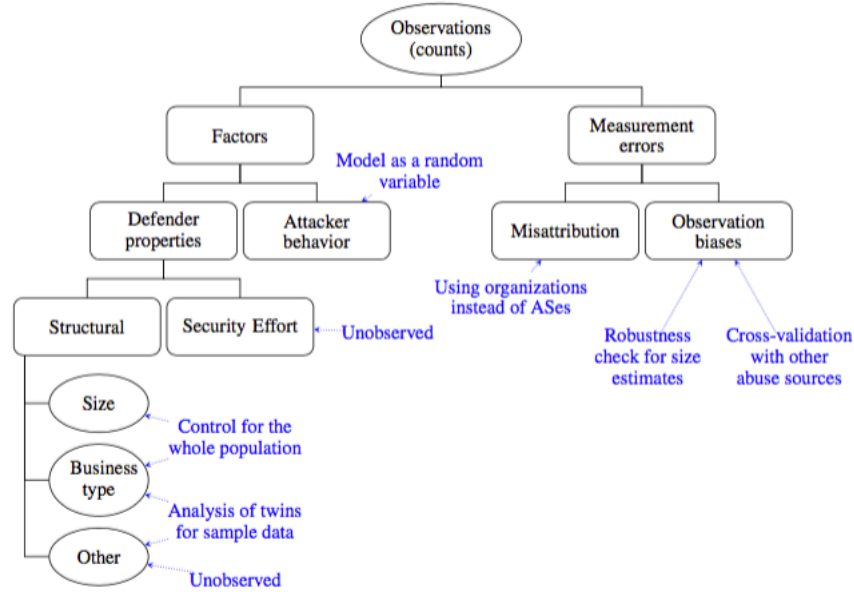 Observations
(counts)
Factors
Measurement
errors
Model as a random
variable
Defender
properties
Attacker
behavior
Misattribution
Observation
biases
Using organizations
instead of ASes
Structural
Security Effort
Unobserved
Robustness
check for size
estimates
Cross-validation
with other
abuse sources
Size
Control for the
whole population
Business
type
Analysis of twins
for sample data
Other
Unobserved